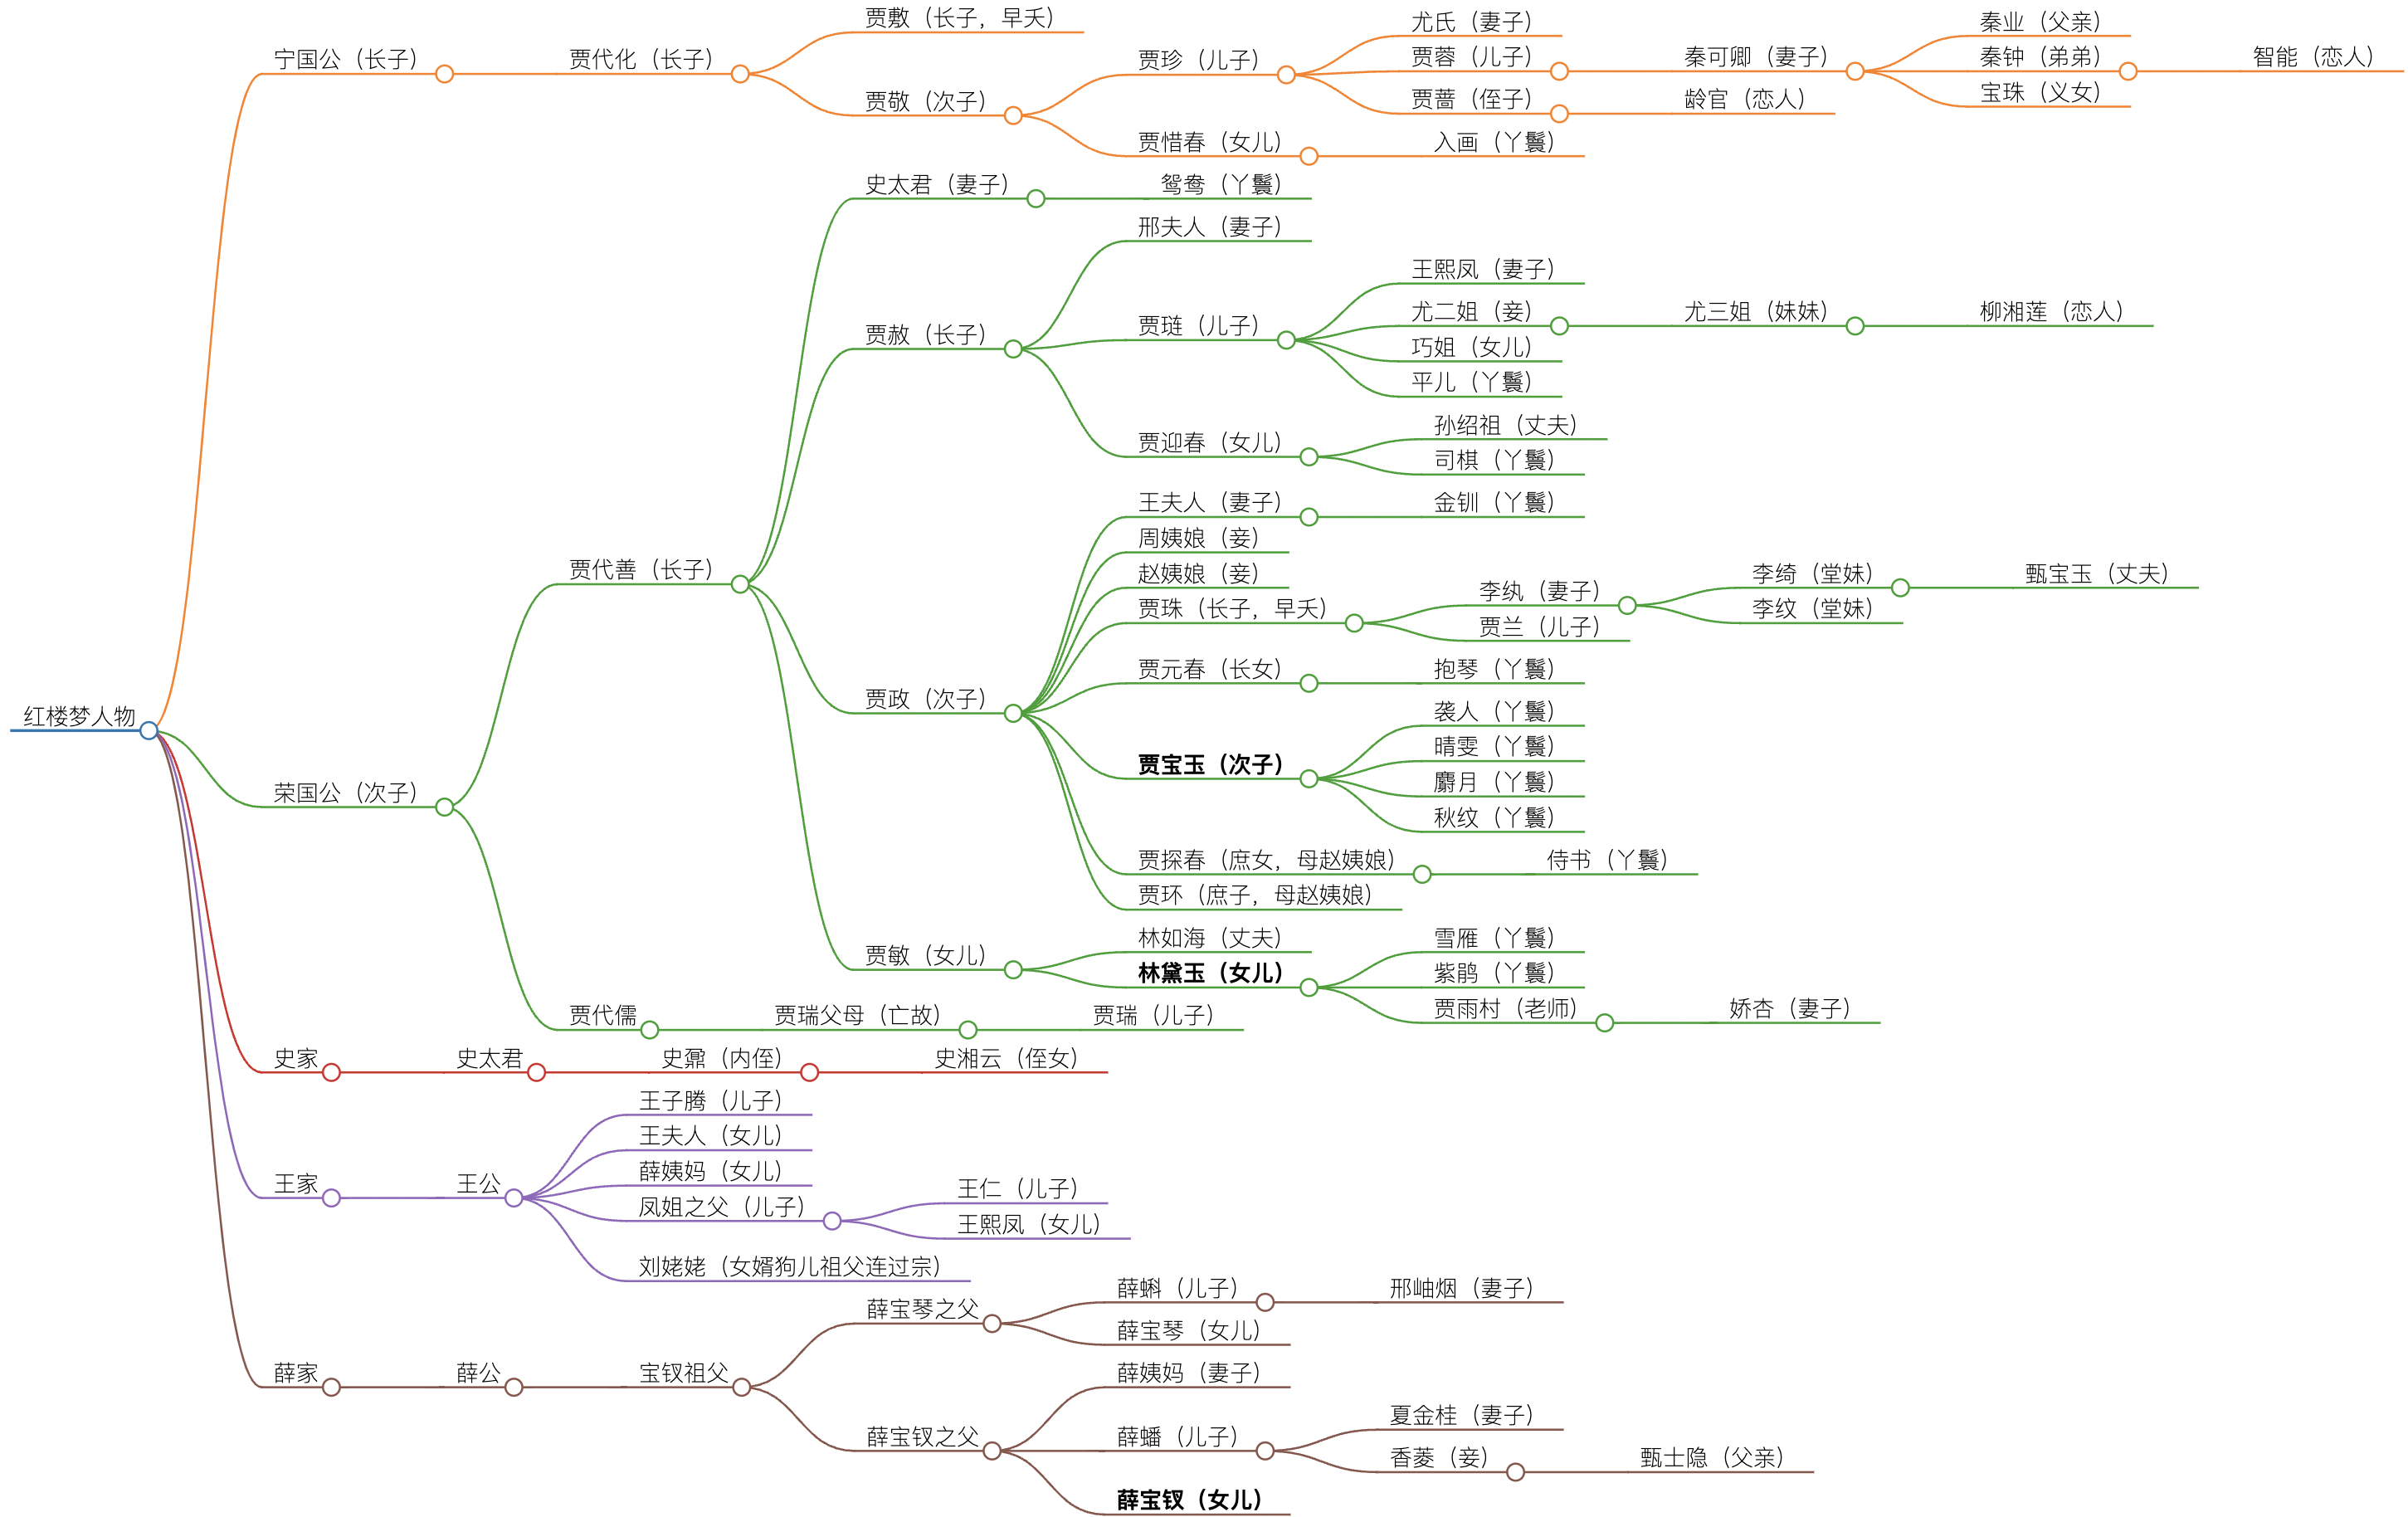 红楼梦人物
宁国公（长子）
贾代化（长子）
贾敷（长子，早夭）
贾敬（次子）
贾珍（儿子）
尤氏（妻子）
贾蓉（儿子）
秦可卿（妻子）
秦业（父亲）
秦钟（弟弟）
智能（恋人）
宝珠（义女）
贾蔷（侄子）
龄官（恋人）
贾惜春（女儿）
入画（丫鬟）
荣国公（次子）
贾代善（长子）
史太君（妻子）
鸳鸯（丫鬟）
贾赦（长子）
邢夫人（妻子）
贾琏（儿子）
王熙凤（妻子）
尤二姐（妾）
尤三姐（妹妹）
柳湘莲（恋人）
巧姐（女儿）
平儿（丫鬟）
贾迎春（女儿）
孙绍祖（丈夫）
司棋（丫鬟）
贾政（次子）
王夫人（妻子）
金钏（丫鬟）
周姨娘（妾）
赵姨娘（妾）
贾珠（长子，早夭）
李纨（妻子）
李绮（堂妹）
甄宝玉（丈夫）
李纹（堂妹）
贾兰（儿子）
贾元春（长女）
抱琴（丫鬟）
贾宝玉（次子）
袭人（丫鬟）
晴雯（丫鬟）
麝月（丫鬟）
秋纹（丫鬟）
贾探春（庶女，母赵姨娘）
侍书（丫鬟）
贾环（庶子，母赵姨娘）
贾敏（女儿）
林如海（丈夫）
林黛玉（女儿）
雪雁（丫鬟）
紫鹃（丫鬟）
贾雨村（老师）
娇杏（妻子）
贾代儒
贾瑞父母（亡故）
贾瑞（儿子）
史家
史太君
史鼐（内侄）
史湘云（侄女）
王家
王公
王子腾（儿子）
王夫人（女儿）
薛姨妈（女儿）
凤姐之父（儿子）
王仁（儿子）
王熙凤（女儿）
刘姥姥（女婿狗儿祖父连过宗）
薛家
薛公
宝钗祖父
薛宝琴之父
薛蝌（儿子）
邢岫烟（妻子）
薛宝琴（女儿）
薛宝钗之父
薛姨妈（妻子）
薛蟠（儿子）
夏金桂（妻子）
香菱（妾）
甄士隐（父亲）
薛宝钗（女儿）